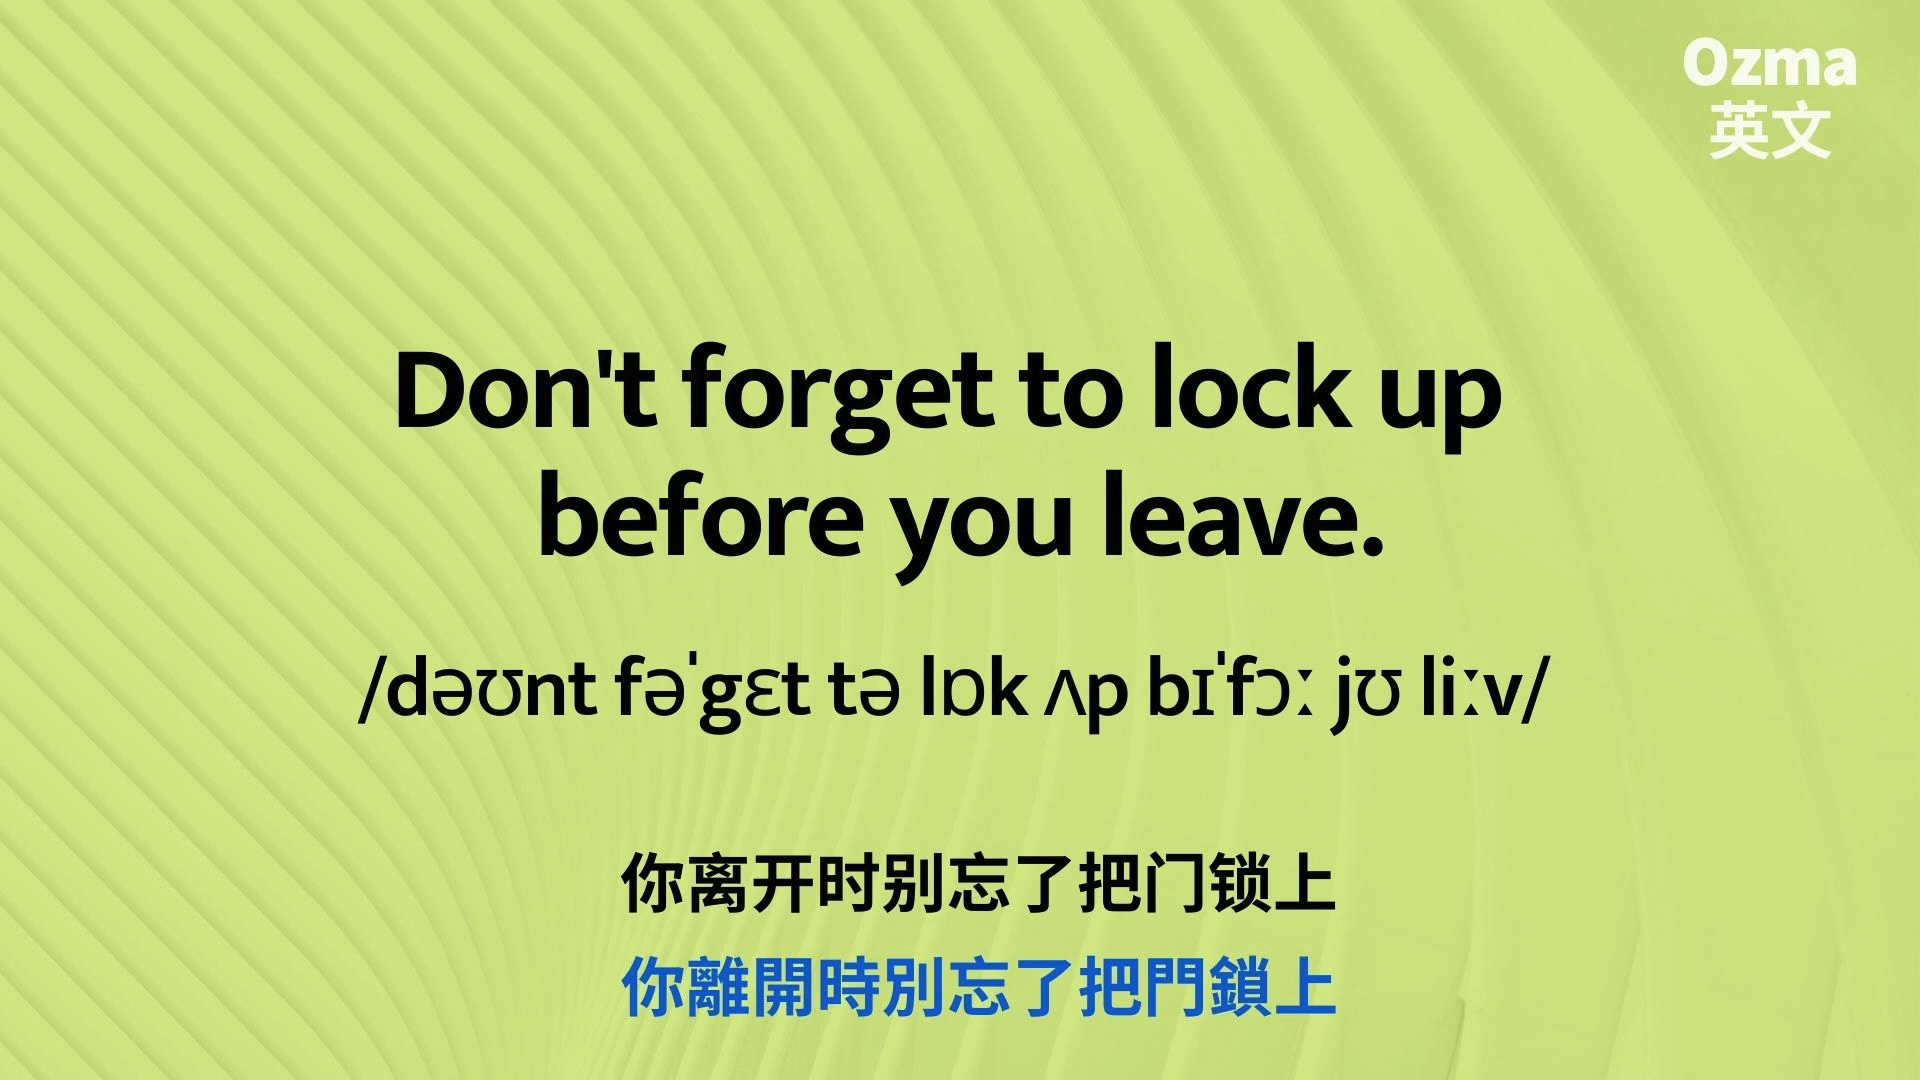 Ozma
英文
Don't forget to lock up
before you leave.
/dəʊnt fəˈgɛt tə lɒk ʌp bɪˈfɔː jʊ liːv/
你离开时别忘了把门锁上
你離開時別忘了把門鎖上